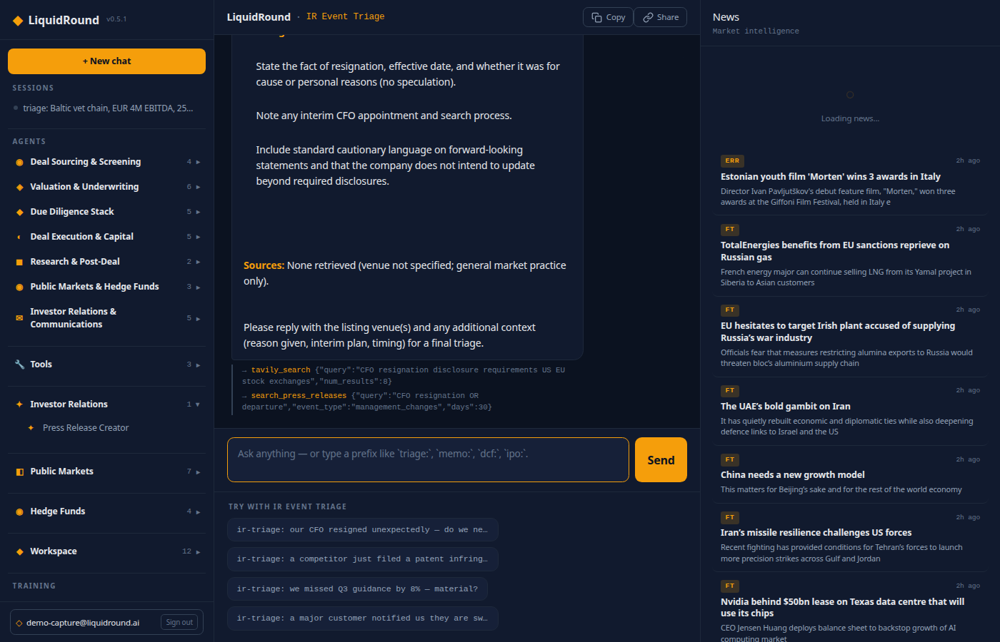 LiquidRound v0.5.1
+ New chat
SESSIONS
triage: Baltic vet chain, EUR 4M EBITDA, 25...
AGENTS
Deal Sourcing & Screening 4
Valuation & Underwriting 6
Due Diligence Stack 5
Deal Execution & Capital 5
Research & Post-Deal 2
Public Markets & Hedge Funds 3
Investor Relations &
Communications 5
Tools 3
Investor Relations 1
Press Release Creator
Public Markets 7
Hedge Funds 4
Workspace 12
TRAINING
demo-capture@liquidround.ai Sign out
LiquidRound · IR Event Triage Copy Share
State the fact of resignation, effective date, and whether it was for
cause or personal reasons (no speculation).
Note any interim CFO appointment and search process.
Include standard cautionary language on forward-looking
statements and that the company does not intend to update
beyond required disclosures.
Sources: None retrieved (venue not specified; general market practice
only).
Please reply with the listing venue(s) and any additional context
(reason given, interim plan, timing) for a final triage.
→ tavily_search {"query":"CFO resignation disclosure requirements US EU
stock exchanges","num_results":8}
→ search_press_releases {"query":"CFO resignation OR
departure","event_type":"management_changes","days":30}
Ask anything — or type a prefix like `triage:`, `memo:`, `dcf:`, `ipo:`.
Send
TRY WITH IR EVENT TRIAGE
ir-triage: our CFO resigned unexpectedly — do we ne…
ir-triage: a competitor just filed a patent infring…
ir-triage: we missed Q3 guidance by 8% — material?
ir-triage: a major customer notified us they are sw…
News
Market intelligence
Loading news...
ERR 2h ago
Estonian youth film 'Morten' wins 3 awards in Italy
Director Ivan Pavljutškov's debut feature film, "Morten," won three
awards at the Giffoni Film Festival, held in Italy e
FT 2h ago
TotalEnergies benefits from EU sanctions reprieve on
Russian gas
French energy major can continue selling LNG from its Yamal project in
Siberia to Asian customers
FT 2h ago
EU hesitates to target Irish plant accused of supplying
Russia’s war industry
Officials fear that measures restricting alumina exports to Russia would
threaten bloc’s aluminium supply chain
FT 2h ago
The UAE’s bold gambit on Iran
It has quietly rebuilt economic and diplomatic ties while also deepening
defence links to Israel and the US
FT 2h ago
China needs a new growth model
This matters for Beijing’s sake and for the rest of the world economy
FT 2h ago
Iran’s missile resilience challenges US forces
Recent fighting has provided conditions for Tehran’s forces to launch
more precision strikes across Gulf and Jordan
FT 2h ago
Nvidia behind $50bn lease on Texas data centre that will
use its chips
CEO Jensen Huang deploys balance sheet to backstop growth of AI
computing market